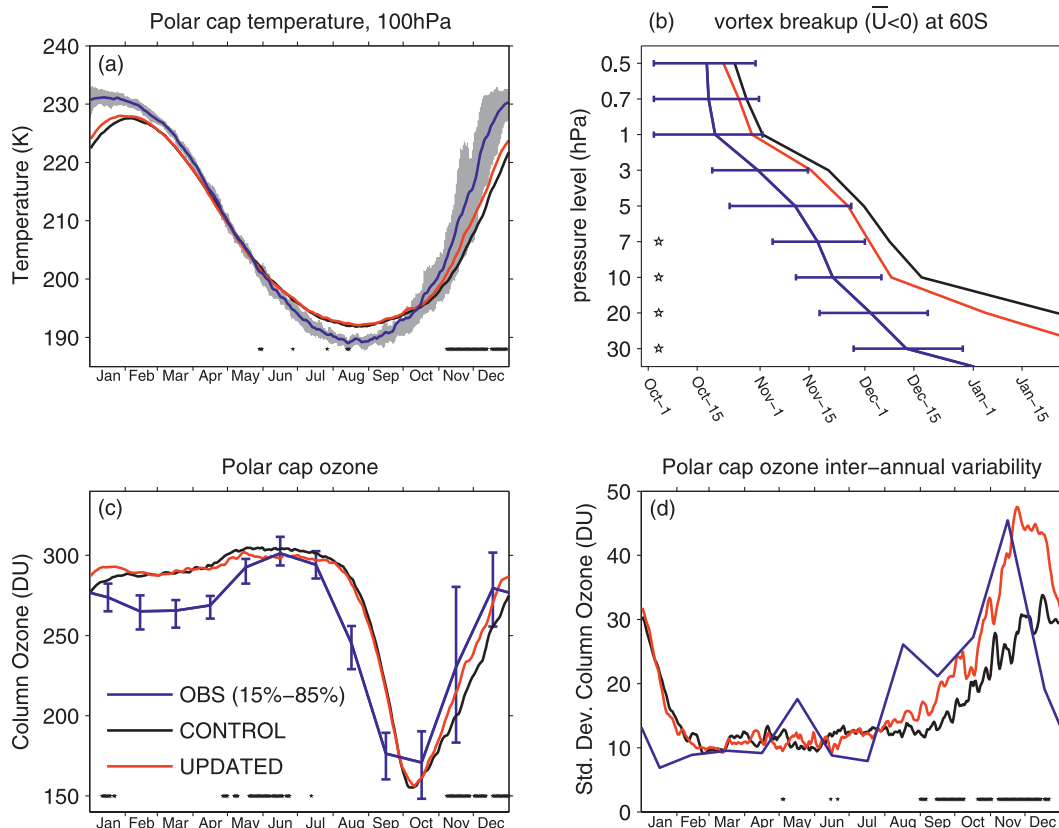 Polar cap temperature, 100hPa
(a)
Temperature (K)
240
230
220
210
200
190
Jan Feb Mar Apr May Jun Jul Aug Sep Oct Nov Dec
vortex breakup (U<0) at 60S
(b)
pressure level (hPa)
0.5
0.7
1
3
5
7
10
20
30
Oct-1
Oct-15
Nov-1
Nov-15
Dec-1
Dec-15
Jan-1
Jan-15
Polar cap ozone
(c)
Column Ozone (DU)
300
250
200
150
OBS (15%-85%)
CONTROL
UPDATED
Jan Feb Mar Apr May Jun Jul Aug Sep Oct Nov Dec
Polar cap ozone inter-annual variability
(d)
Std. Dev. Column Ozone (DU)
50
40
30
20
10
0
Jan Feb Mar Apr May Jun Jul Aug Sep Oct Nov Dec